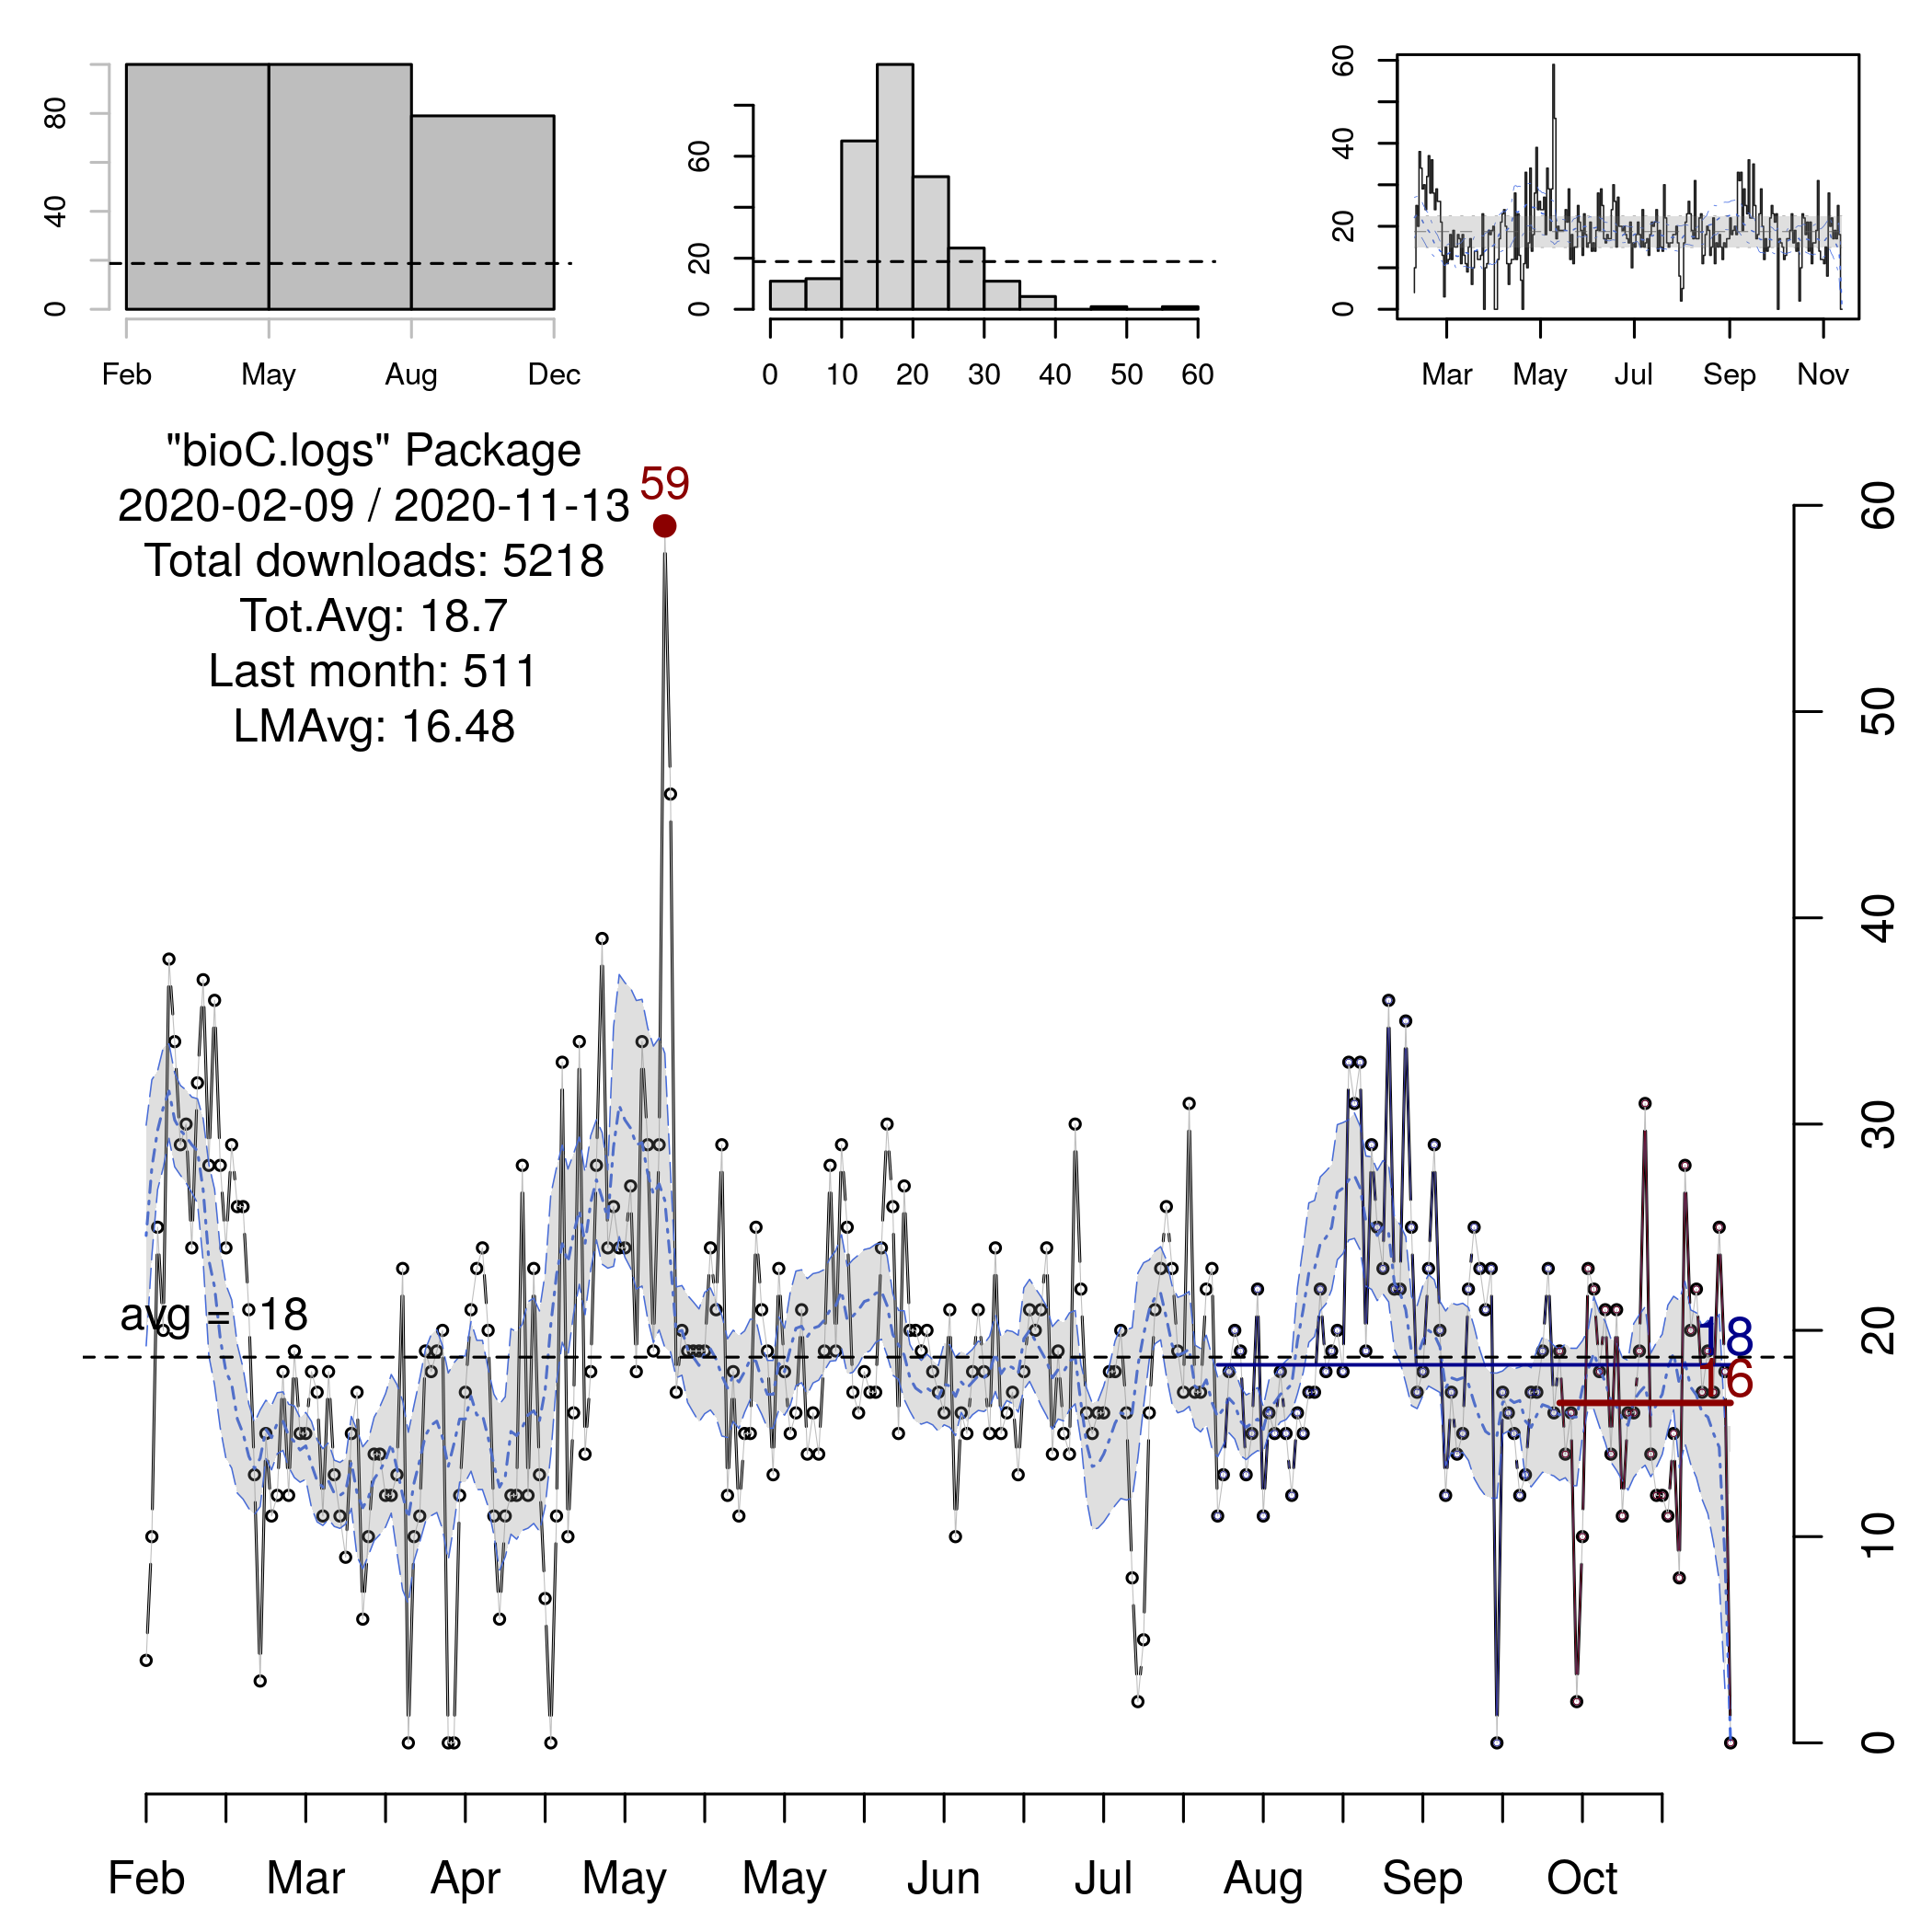 0 40 80
Feb May Aug Dec
0 20 60
0 10 20 30 40 50 60
0 20 40 60
Mar May Jul Sep Nov
"bioC.logs" Package
2020-02-09 / 2020-11-13
Total downloads: 5218
Tot.Avg: 18.7
Last month: 511
LMAvg: 16.48
59
avg = 18
18
16
0 10 20 30 40 50 60
Feb Mar Apr May May Jun Jul Aug Sep Oct